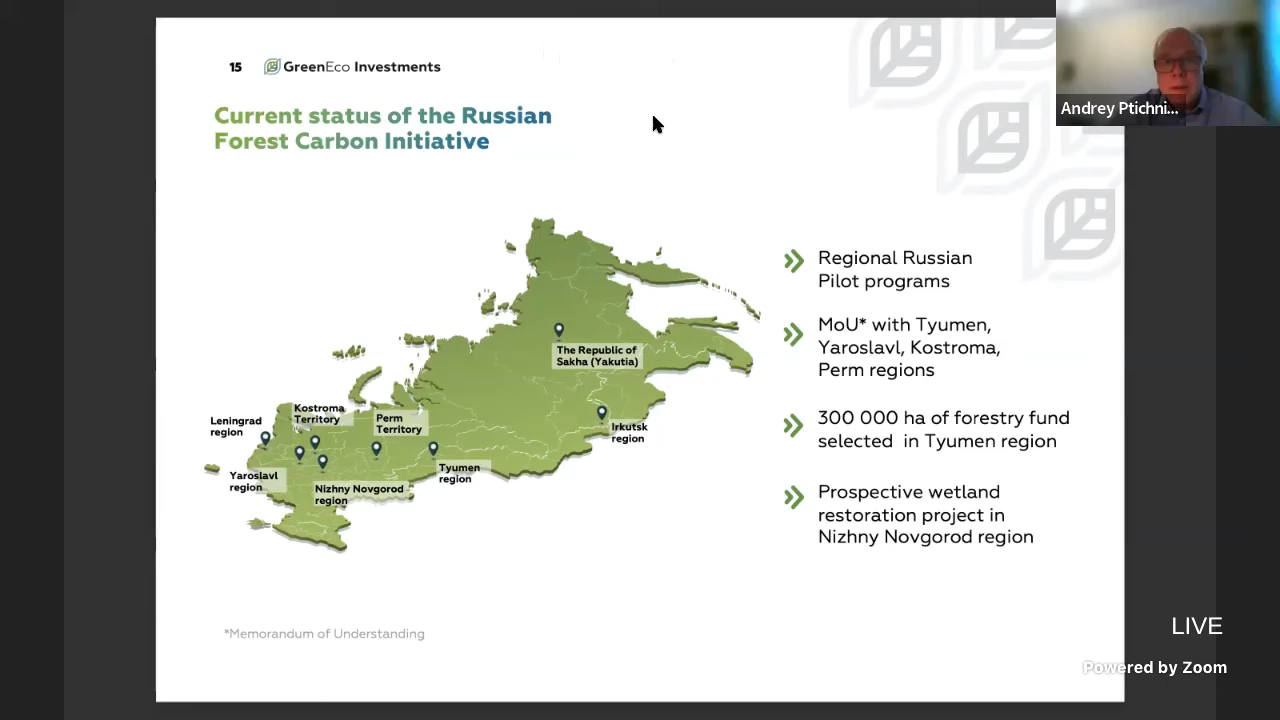 15
GreenEco Investments
Current status of the Russian
Forest Carbon Initiative
Andrey Ptichni...
The Republic of
Sakha (Yakutia)
Leningrad
region
Kostroma
Territory
Perm
Territory
Irkutsk
region
Yaroslavl
region
Nizhny Novgorod
region
Tyumen
region
Regional Russian
Pilot programs
MoU* with Tyumen,
Yaroslavl, Kostroma,
Perm regions
300 000 ha of forestry fund
selected in Tyumen region
Prospective wetland
restoration project in
Nizhny Novgorod region
*Memorandum of Understanding
LIVE
Powered by Zoom